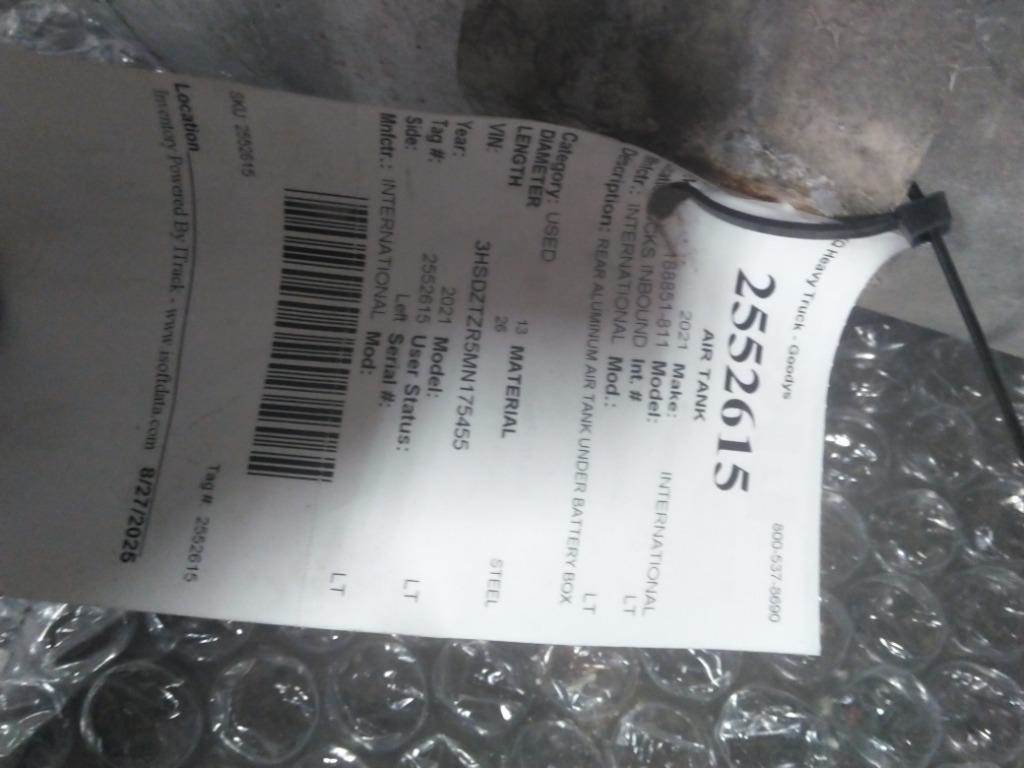 Heavy Truck - Goodys 800-537-8690
2552615
AIR TANK
2021 Make: INTERNATIONAL
188851-811 Model: LT
INBOUND Int. #
INTERNATIONAL Mod.: LT
Description: REAR ALUMINUM AIR TANK UNDER BATTERY BOX
Category: USED
DIAMETER 13 MATERIAL STEEL
LENGTH 26
VIN: 3HSDZTZR5MN175455
Year: 2021 Model: LT
Tag #: 2552615 User Status:
Side: Left Serial #:
Mnfctr.: INTERNATIONAL Mod: LT
SKU 2552615 Tag # 2552615
Location
Inventory Powered By ITrack - www.isoftdata.com 8/27/2025